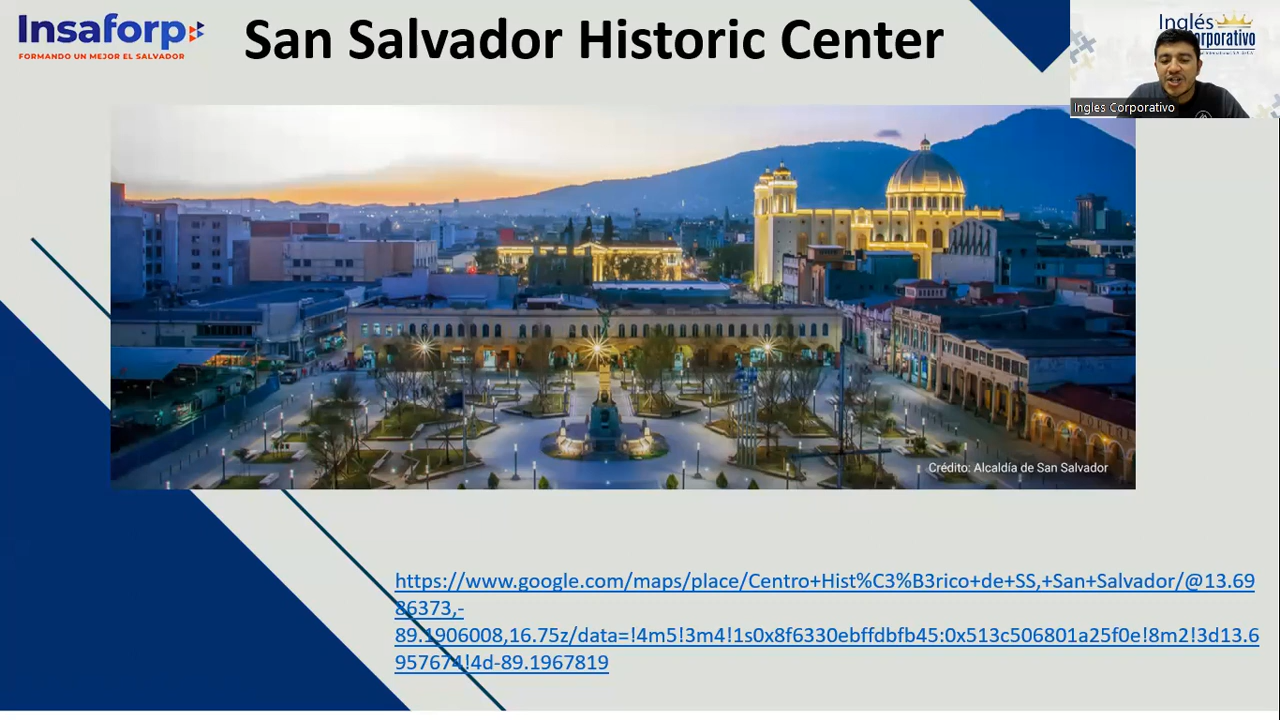 Insaforp
FORMANDO UN MEJOR EL SALVADOR
San Salvador Historic Center
Inglés
Corporativo
Ingles Corporativo
Crédito: Alcaldía de San Salvador
https://www.google.com/maps/place/Centro+Hist%C3%B3rico+de+SS,+San+Salvador/@13.69
86373,-
89.1906008,16.75z/data=!4m5!3m4!1s0x8f6330ebffdbfb45:0x513c506801a25f0e!8m2!3d13.6
957674!4d-89.1967819